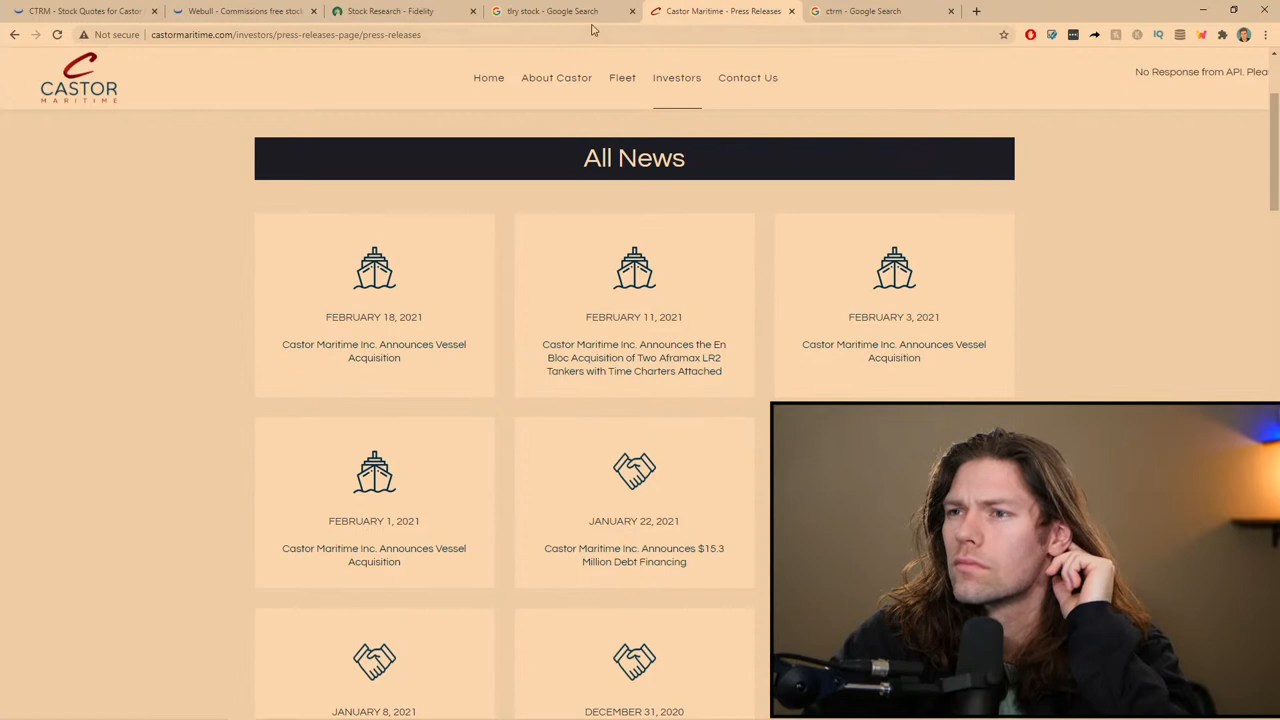 CTRM - Stock Quotes for Castor
Webull - Commissions free stock
Stock Research - Fidelity
tlry stock - Google Search
Castor Maritime - Press Releases
ctrm - Google Search
Not secure
castormaritime.com/investors/press-releases-page/press-releases
CASTOR
MARITIME
Home
About Castor
Fleet
Investors
Contact Us
No Response from API. Pleas
All News
FEBRUARY 18, 2021
Castor Maritime Inc. Announces Vessel
Acquisition
FEBRUARY 11, 2021
Castor Maritime Inc. Announces the En
Bloc Acquisition of Two Aframax LR2
Tankers with Time Charters Attached
FEBRUARY 3, 2021
Castor Maritime Inc. Announces Vessel
Acquisition
FEBRUARY 1, 2021
Castor Maritime Inc. Announces Vessel
Acquisition
JANUARY 22, 2021
Castor Maritime Inc. Announces $15.3
Million Debt Financing
JANUARY 8, 2021
DECEMBER 31, 2020